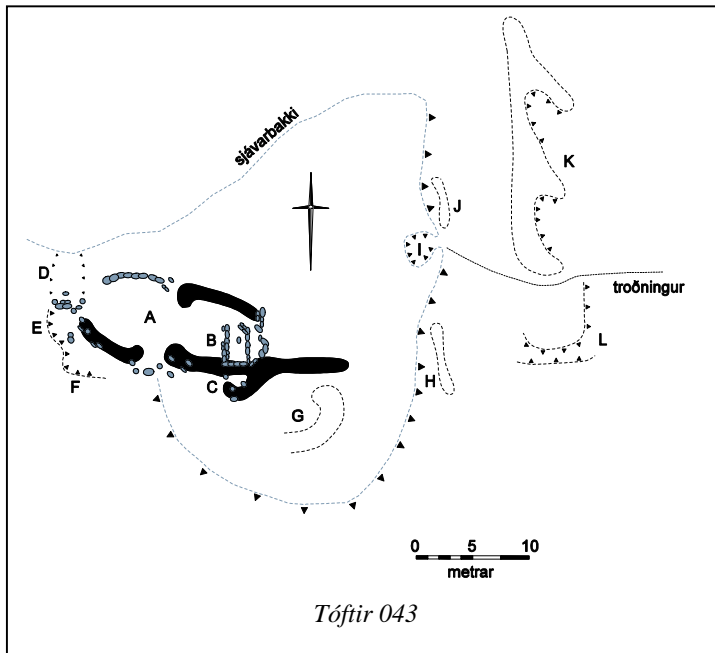 sjávarbakki
K
J
I
D
troðningur
A
E
B
L
H
F
C
G
0 5 10
metrar
Tóftir 043